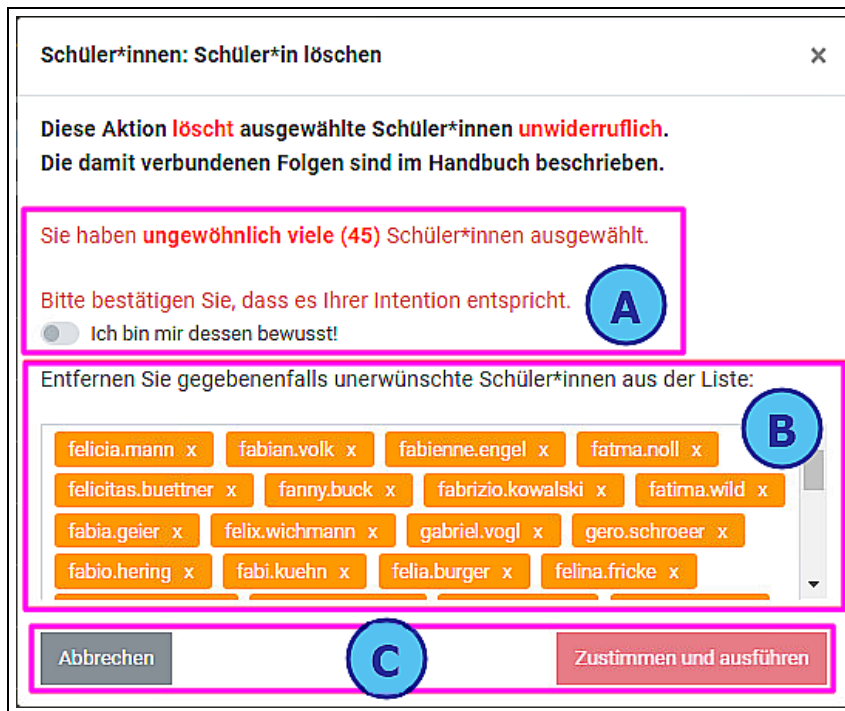 Schüler*innen: Schüler*in löschen ×
Diese Aktion löscht ausgewählte Schüler*innen unwiderruflich.
Die damit verbundenen Folgen sind im Handbuch beschrieben.
Sie haben ungewöhnlich viele (45) Schüler*innen ausgewählt.
Bitte bestätigen Sie, dass es Ihrer Intention entspricht.
A
Ich bin mir dessen bewusst!
Entfernen Sie gegebenenfalls unerwünschte Schüler*innen aus der Liste:
B
felicia.mann x fabian.volk x fabienne.engel x fatma.noll x
felicitas.buettner x fanny.buck x fabrizio.kowalski x fatima.wild x
fabia.geier x felix.wichmann x gabriel.vogl x gero.schroeer x
fabio.hering x fabi.kuehn x felia.burger x felina.fricke x
Abbrechen C Zustimmen und ausführen